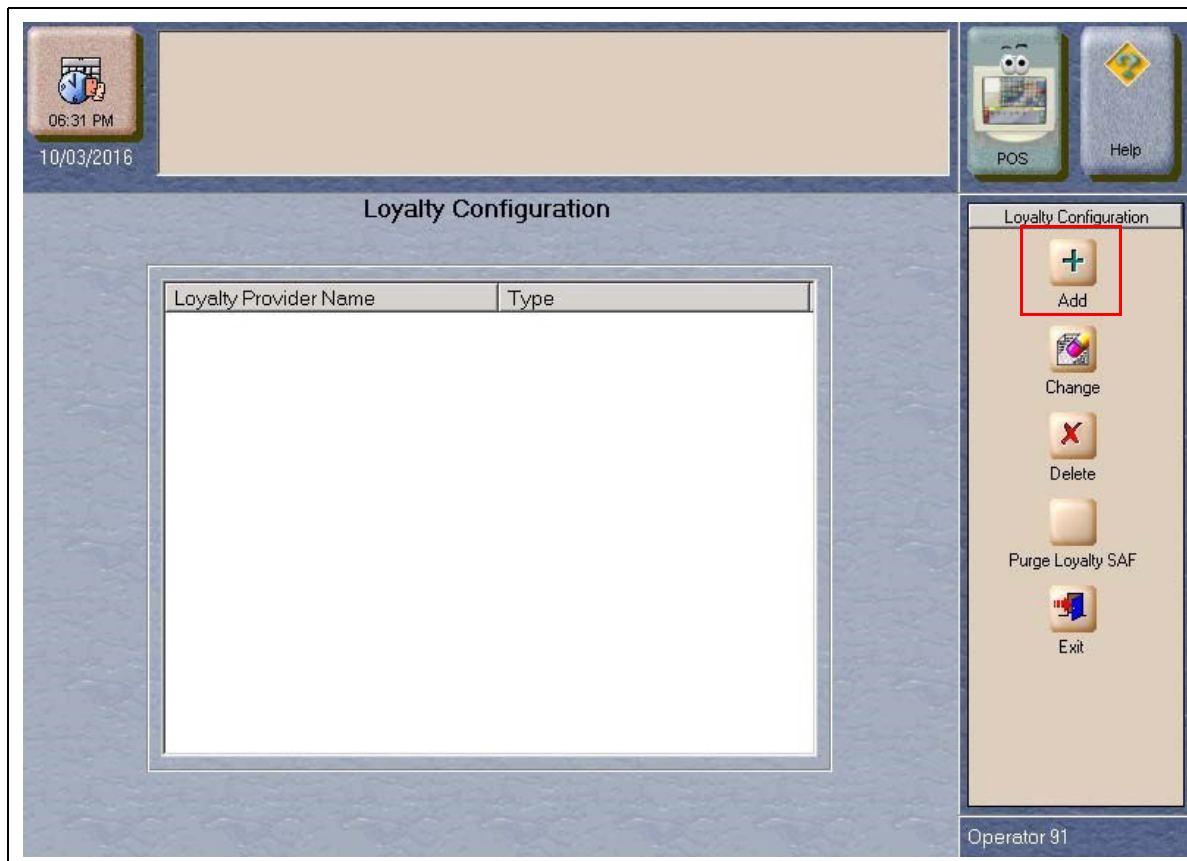 06:31 PM
10/03/2016
POS
Help
Loyalty Configuration
Loyalty Provider Name
Type
Loyalty Configuration
Add
Change
Delete
Purge Loyalty SAF
Exit
Operator 91